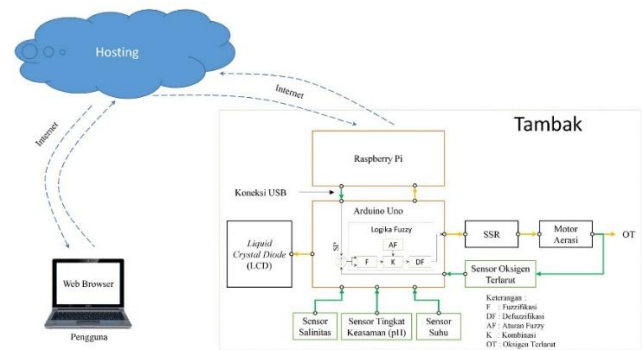 Hosting
Internet
Internet
Tambak
Raspberry Pi
Koneksi USB
Arduino Uno
Logika Fuzzy
AF
SP
F
K
DF
Liquid
Crystal Diode
(LCD)
SSR
Motor
Aerasi
OT
Sensor Oksigen
Terlarut
Web Browser
Pengguna
Sensor
Salinitas
Sensor Tingkat
Keasaman (pH)
Sensor
Suhu
Keterangan :
F : Fuzzifikasi
DF : Defuzzifikasi
AF : Aturan Fuzzy
K : Kombinasi
OT : Oksigen Terlarut